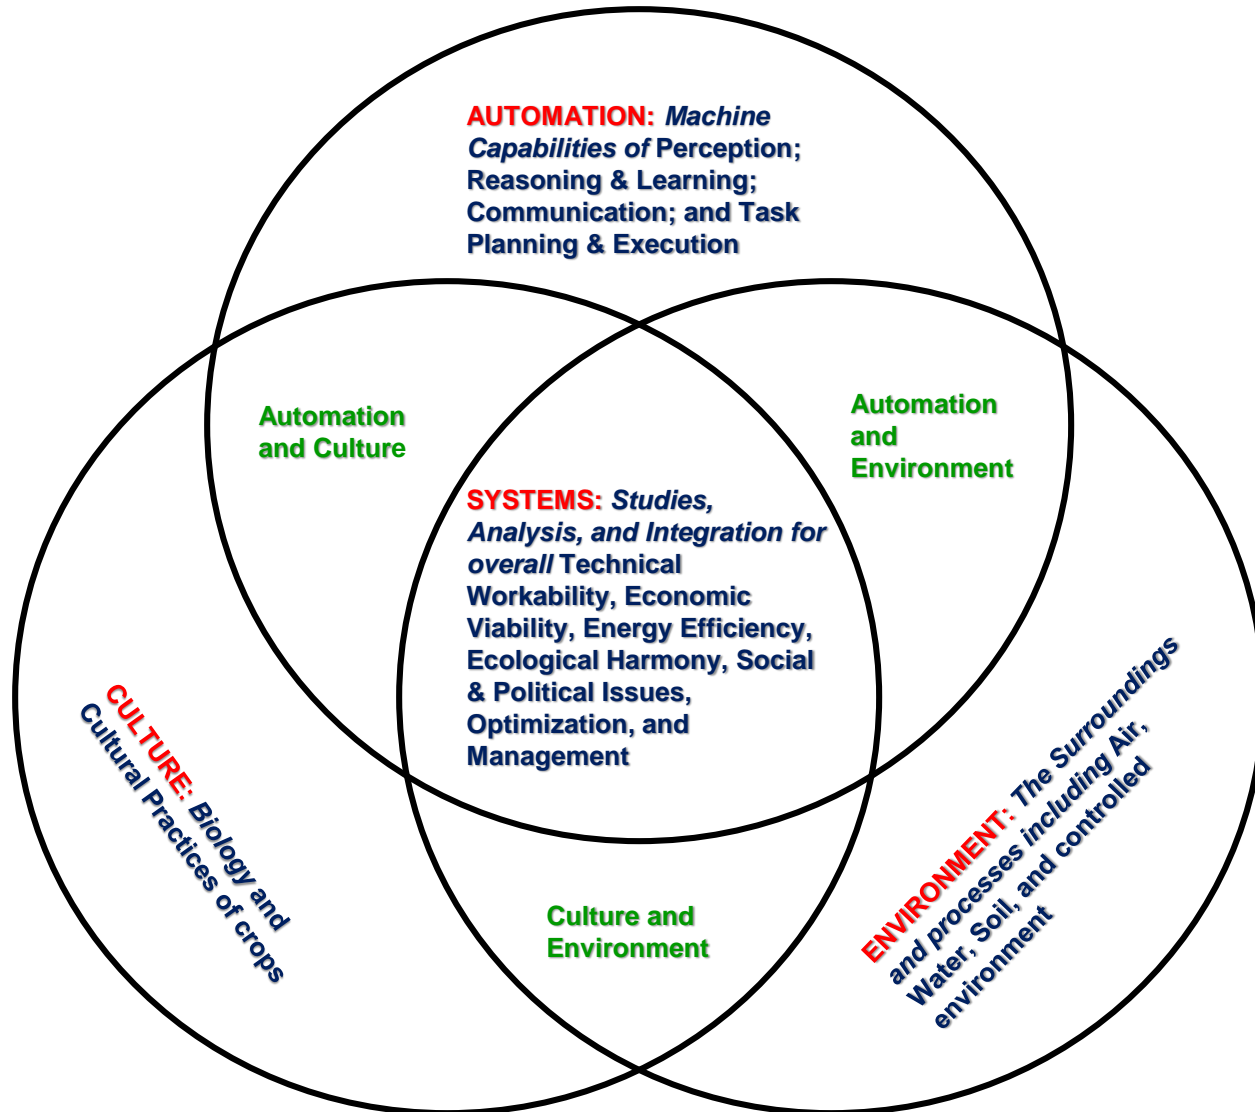 AUTOMATION: Machine
Capabilities of Perception;
Reasoning & Learning;
Communication; and Task
Planning & Execution
Automation
and Culture
Automation
and
Environment
SYSTEMS: Studies,
Analysis, and Integration for
overall Technical
Workability, Economic
Viability, Energy Efficiency,
Ecological Harmony, Social
& Political Issues,
Optimization, and
Management
CULTURE: Biology and
Cultural Practices of crops
ENVIRONMENT: The Surroundings
and processes including Air,
Water, Soil, and controlled
environment
Culture and
Environment